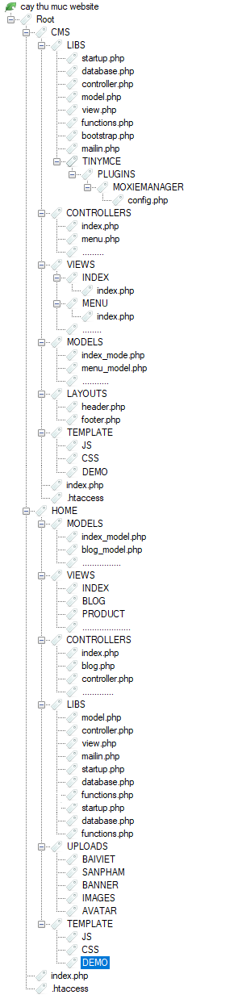 cay thu muc website
Root
CMS
LIBS
startup.php
database.php
controller.php
model.php
view.php
functions.php
bootstrap.php
mailin.php
TINYMCE
PLUGINS
MOXIEMANAGER
config.php
CONTROLLERS
index,php
menu.php
.........
VIEWS
INDEX
index.php
MENU
index.php
........
MODELS
index_mode.php
menu_model.php
...........
LAYOUTS
header.php
footer.php
TEMPLATE
JS
CSS
DEMO
index.php
.htaccess
HOME
MODELS
index_model.php
blog_model.php
................
VIEWS
INDEX
BLOG
PRODUCT
....................
CONTROLLERS
index.php
blog.php
controller.php
.............
LIBS
model.php
controller.php
view.php
mailin.php
startup.php
database.php
functions.php
startup.php
database.php
functions.php
UPLOADS
BAIVIET
SANPHAM
BANNER
IMAGES
AVATAR
TEMPLATE
JS
CSS
DEMO
index.php
.htaccess